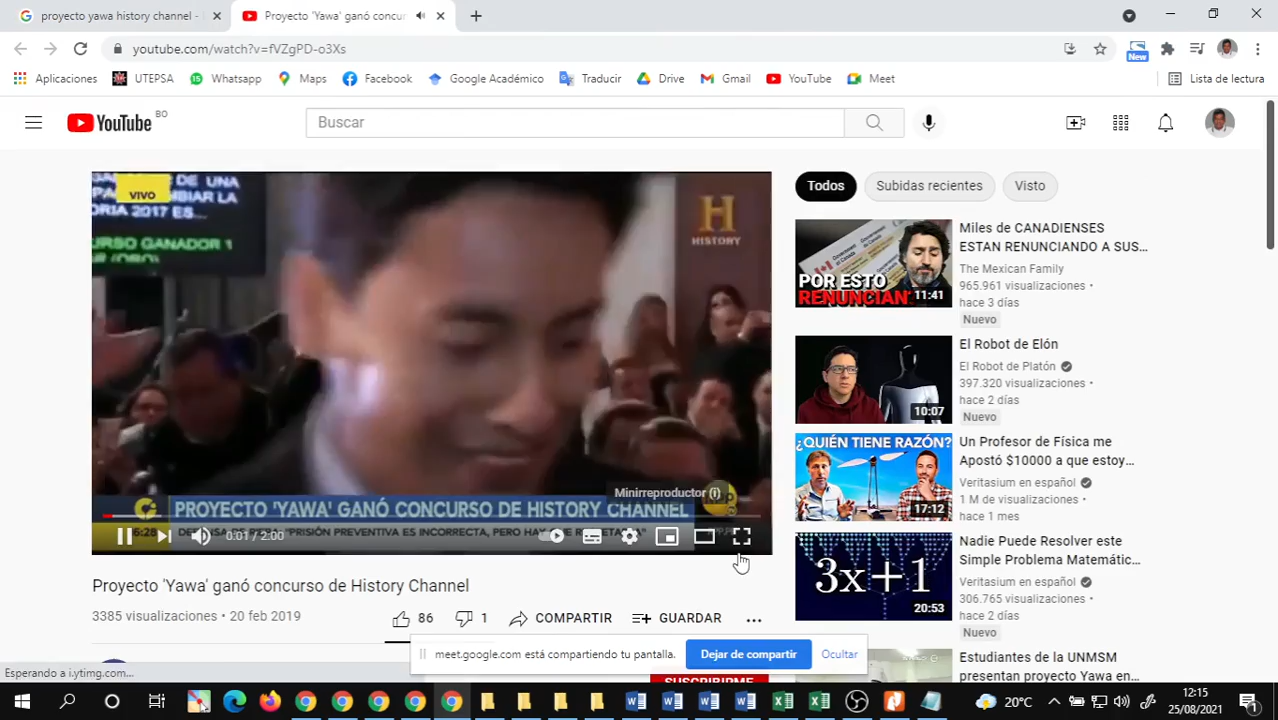 proyecto yawa history channel -
Proyecto 'Yawa' ganó concur
youtube.com/watch?v=fVZgPD-o3Xs
New
Aplicaciones
UTEPSA
Whatsapp
Maps
Facebook
Google Académico
Traducir
Drive
Gmail
YouTube
Meet
Lista de lectura
YouTube BO
Buscar
VIVO
DE UNA
BIAR LA
ORIA 2017 ES...
RSO GANADOR 1
H
HISTORY
Minirreproductor (i)
PROYECTO 'YAWA' GANÓ CONCURSO DE HISTORY CHANNEL
"PRISIÓN PREVENTIVA ES INCORRECTA, PERO HAY QUE
0:01 / 2:00
Proyecto 'Yawa' ganó concurso de History Channel
3385 visualizaciones • 20 feb 2019
86
1
COMPARTIR
GUARDAR
meet.google.com está compartiendo tu pantalla.
Dejar de compartir
Ocultar
SUSCRIBIRME
Esperando a i.ytimg.com...
Todos
Subidas recientes
Visto
POR ESTO
RENUNCIAN
11:41
Miles de CANADIENSES
ESTAN RENUNCIANDO A SUS...
The Mexican Family
965.961 visualizaciones •
hace 3 días
Nuevo
10:07
El Robot de Elón
El Robot de Platón
397.320 visualizaciones •
hace 2 días
Nuevo
¿QUIÉN TIENE RAZÓN?
17:12
Un Profesor de Física me
Apostó $10000 a que estoy...
Veritasium en español
1 M de visualizaciones •
hace 1 mes
3x+1
20:53
Nadie Puede Resolver este
Simple Problema Matemátic...
Veritasium en español
306.765 visualizaciones •
hace 2 días
Nuevo
Estudiantes de la UNMSM
presentan proyecto Yawa en...
20°C
12:15
25/08/2021
1